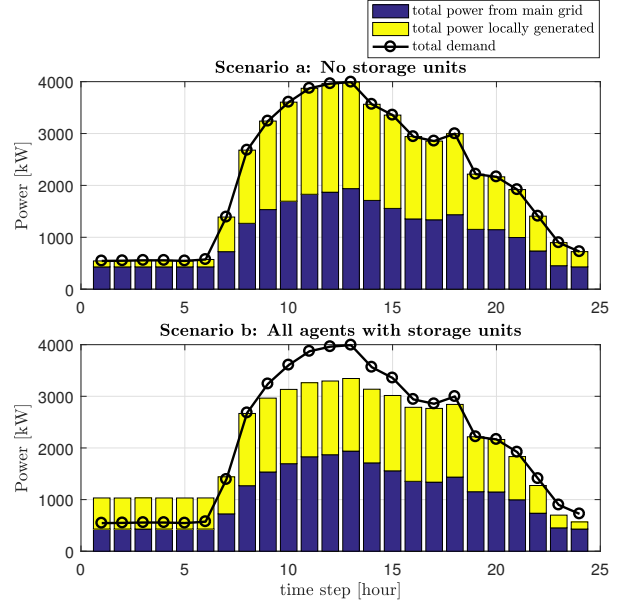 total power from main grid
total power locally generated
total demand
Scenario a: No storage units
Power [kW]
4000
3000
2000
1000
0
0 5 10 15 20 25
Scenario b: All agents with storage units
Power [kW]
4000
3000
2000
1000
0
0 5 10 15 20 25
time step [hour]